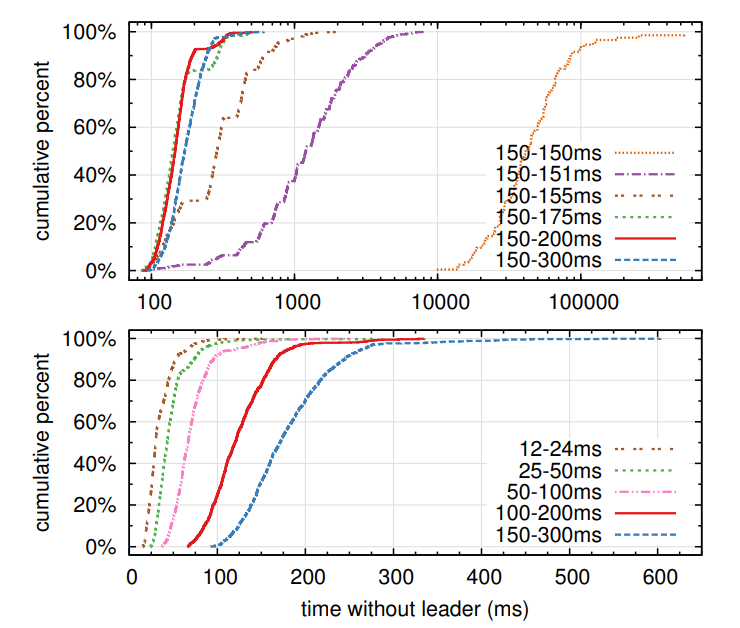 100%
80%
60%
40%
20%
0%
cumulative percent
150-150ms
150-151ms
150-155ms
150-175ms
150-200ms
150-300ms
100 1000 10000 100000
100%
80%
60%
40%
20%
0%
cumulative percent
12-24ms
25-50ms
50-100ms
100-200ms
150-300ms
0 100 200 300 400 500 600
time without leader (ms)